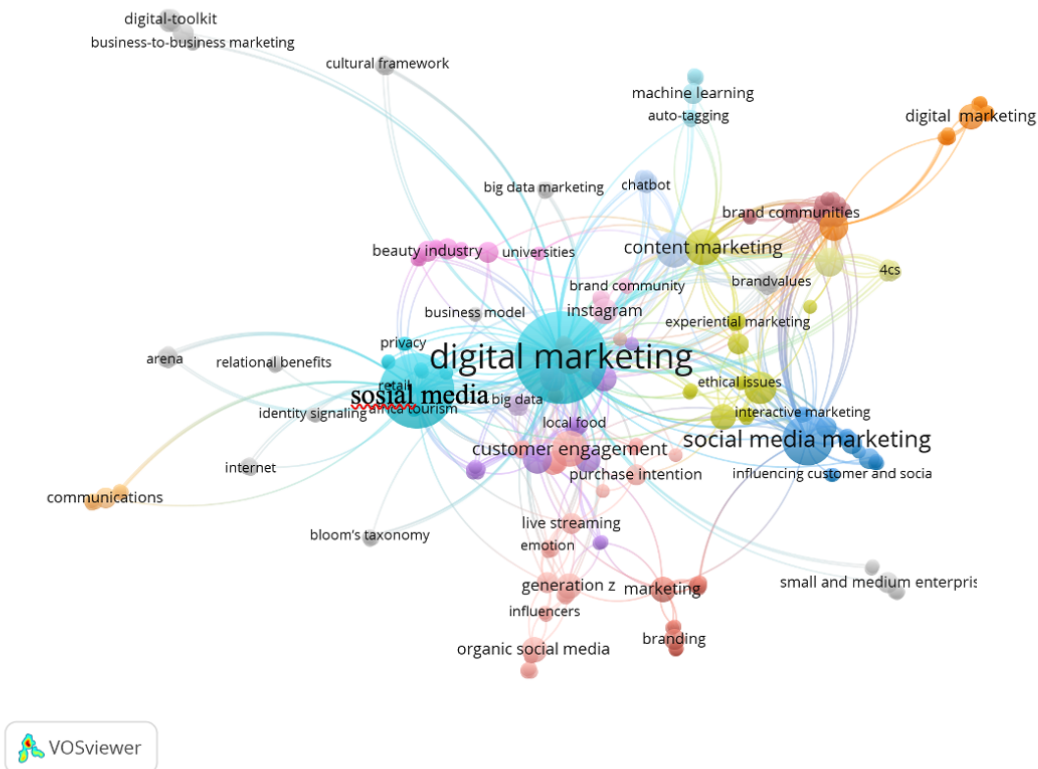 digital-toolkit
business-to-business marketing
cultural framework
machine learning
auto-tagging
digital  marketing
big data marketing
chatbot
brand communities
beauty industry
universities
content marketing
4cs
brand community
brandvalues
business model
instagram
experiential marketing
privacy
arena
relational benefits
digital marketing
retail
ethical issues
sosial media
big data
identity signaling
africa tourism
interactive marketing
local food
social media marketing
customer engagement
internet
purchase intention
influencing customer and socia
communications
live streaming
bloom's taxonomy
emotion
generation z
marketing
small and medium enterpris
influencers
branding
organic social media
VOSviewer